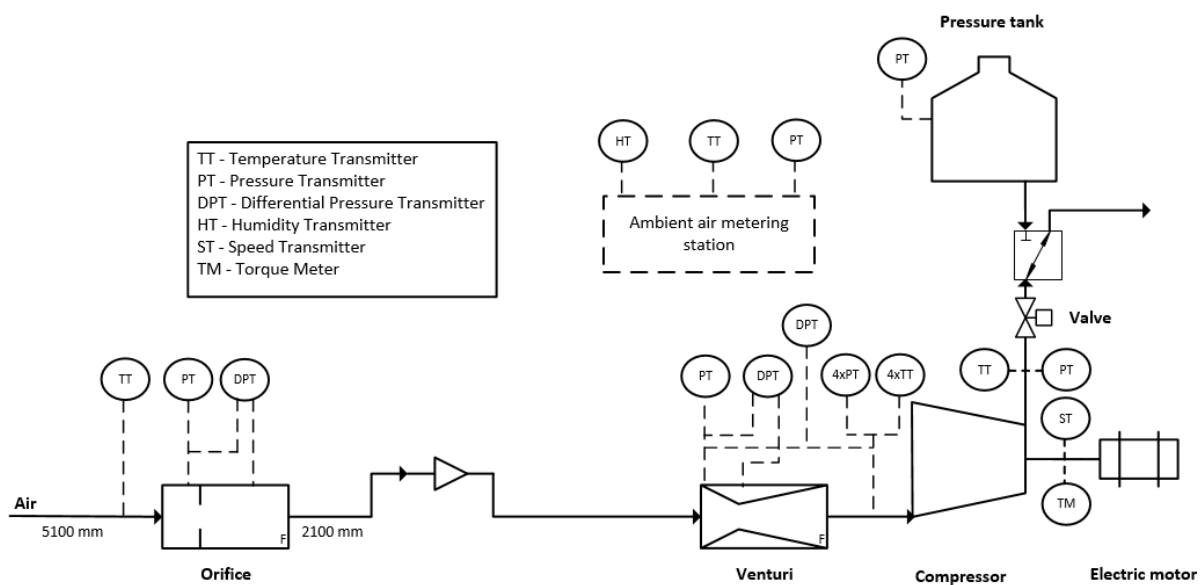 Pressure tank
PT
HT
TT
PT
TT - Temperature Transmitter
PT - Pressure Transmitter
DPT - Differential Pressure Transmitter
HT - Humidity Transmitter
ST - Speed Transmitter
TM - Torque Meter
Ambient air metering
station
Valve
DPT
TT
PT
DPT
PT
DPT
4xPT
4xTT
TT
PT
ST
TM
Air
5100 mm
F
2100 mm
F
Orifice
Venturi
Compressor
Electric motor